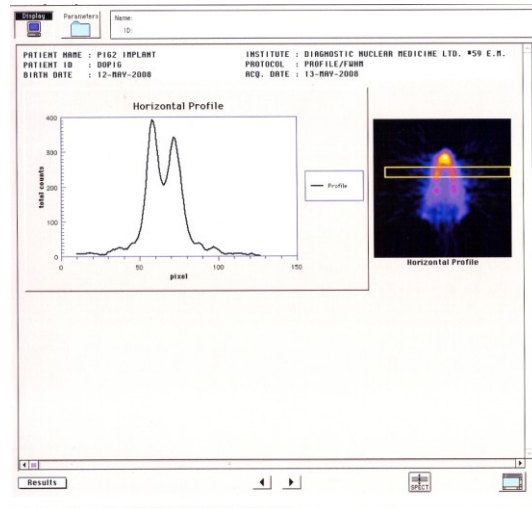 Display
Parameters
Name:
ID:
PATIENT NAME : PIG2 IMPLANT
PATIENT ID : DOPIG
BIRTH DATE : 12-MAY-2008
INSTITUTE : DIAGNOSTIC NUCLEAR MEDICINE LTD. *59 E.M.
PROTOCOL : PROFILE/FWHM
ACQ. DATE : 13-MAY-2008
Horizontal Profile
400
300
200
100
0
total counts
0 50 100 150
pixel
Profile
Horizontal Profile
Results
SPECT